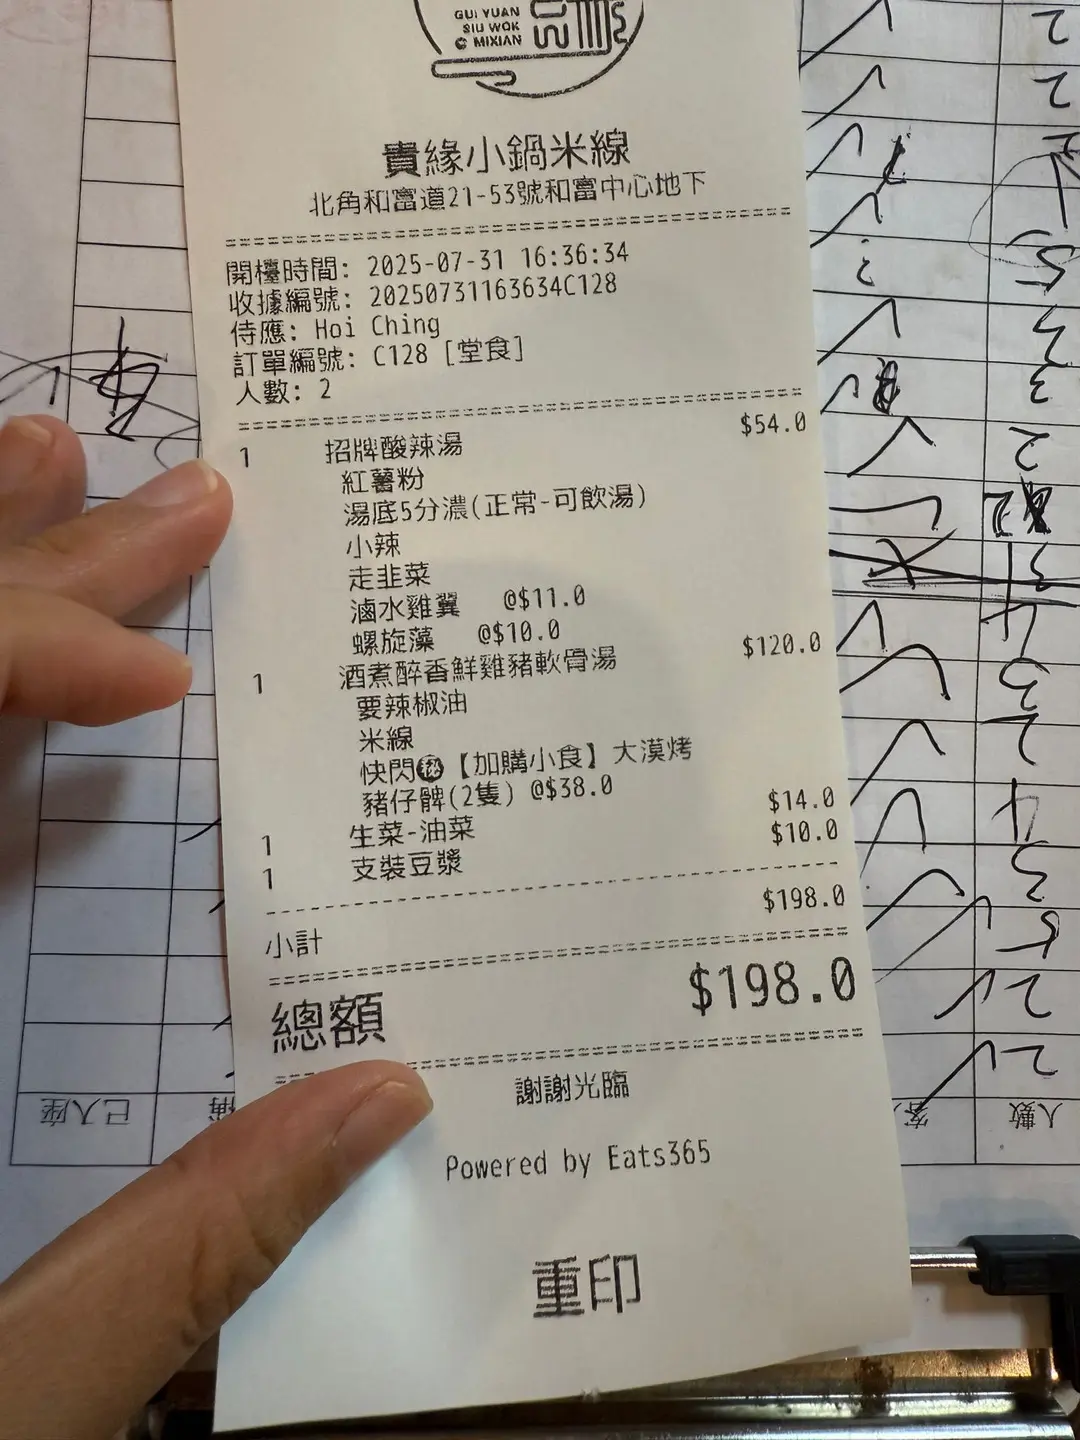 GUI YUAN
SIU WOK
MIXIAN
貴緣小鍋米線
北角和富道21-53號和富中心地下
開檯時間: 2025-07-31 16:36:34
收據編號: 20250731163634C128
侍應: Hoi Ching
訂單編號: C128 [堂食]
人數: 2
1 招牌酸辣湯 $54.0
紅薯粉
湯底5分濃(正常-可飲湯)
小辣
走韭菜
滷水雞翼 @$11.0
螺旋藻 @$10.0
1 酒煮醉香鮮雞豬軟骨湯 $120.0
要辣椒油
米線
快閃㊙【加購小食】大漠烤
豬仔髀(2隻) @$38.0
1 生菜-油菜 $14.0
1 支裝豆漿 $10.0
小計 $198.0
總額 $198.0
謝謝光臨
Powered by Eats365
重印
已入座
人數